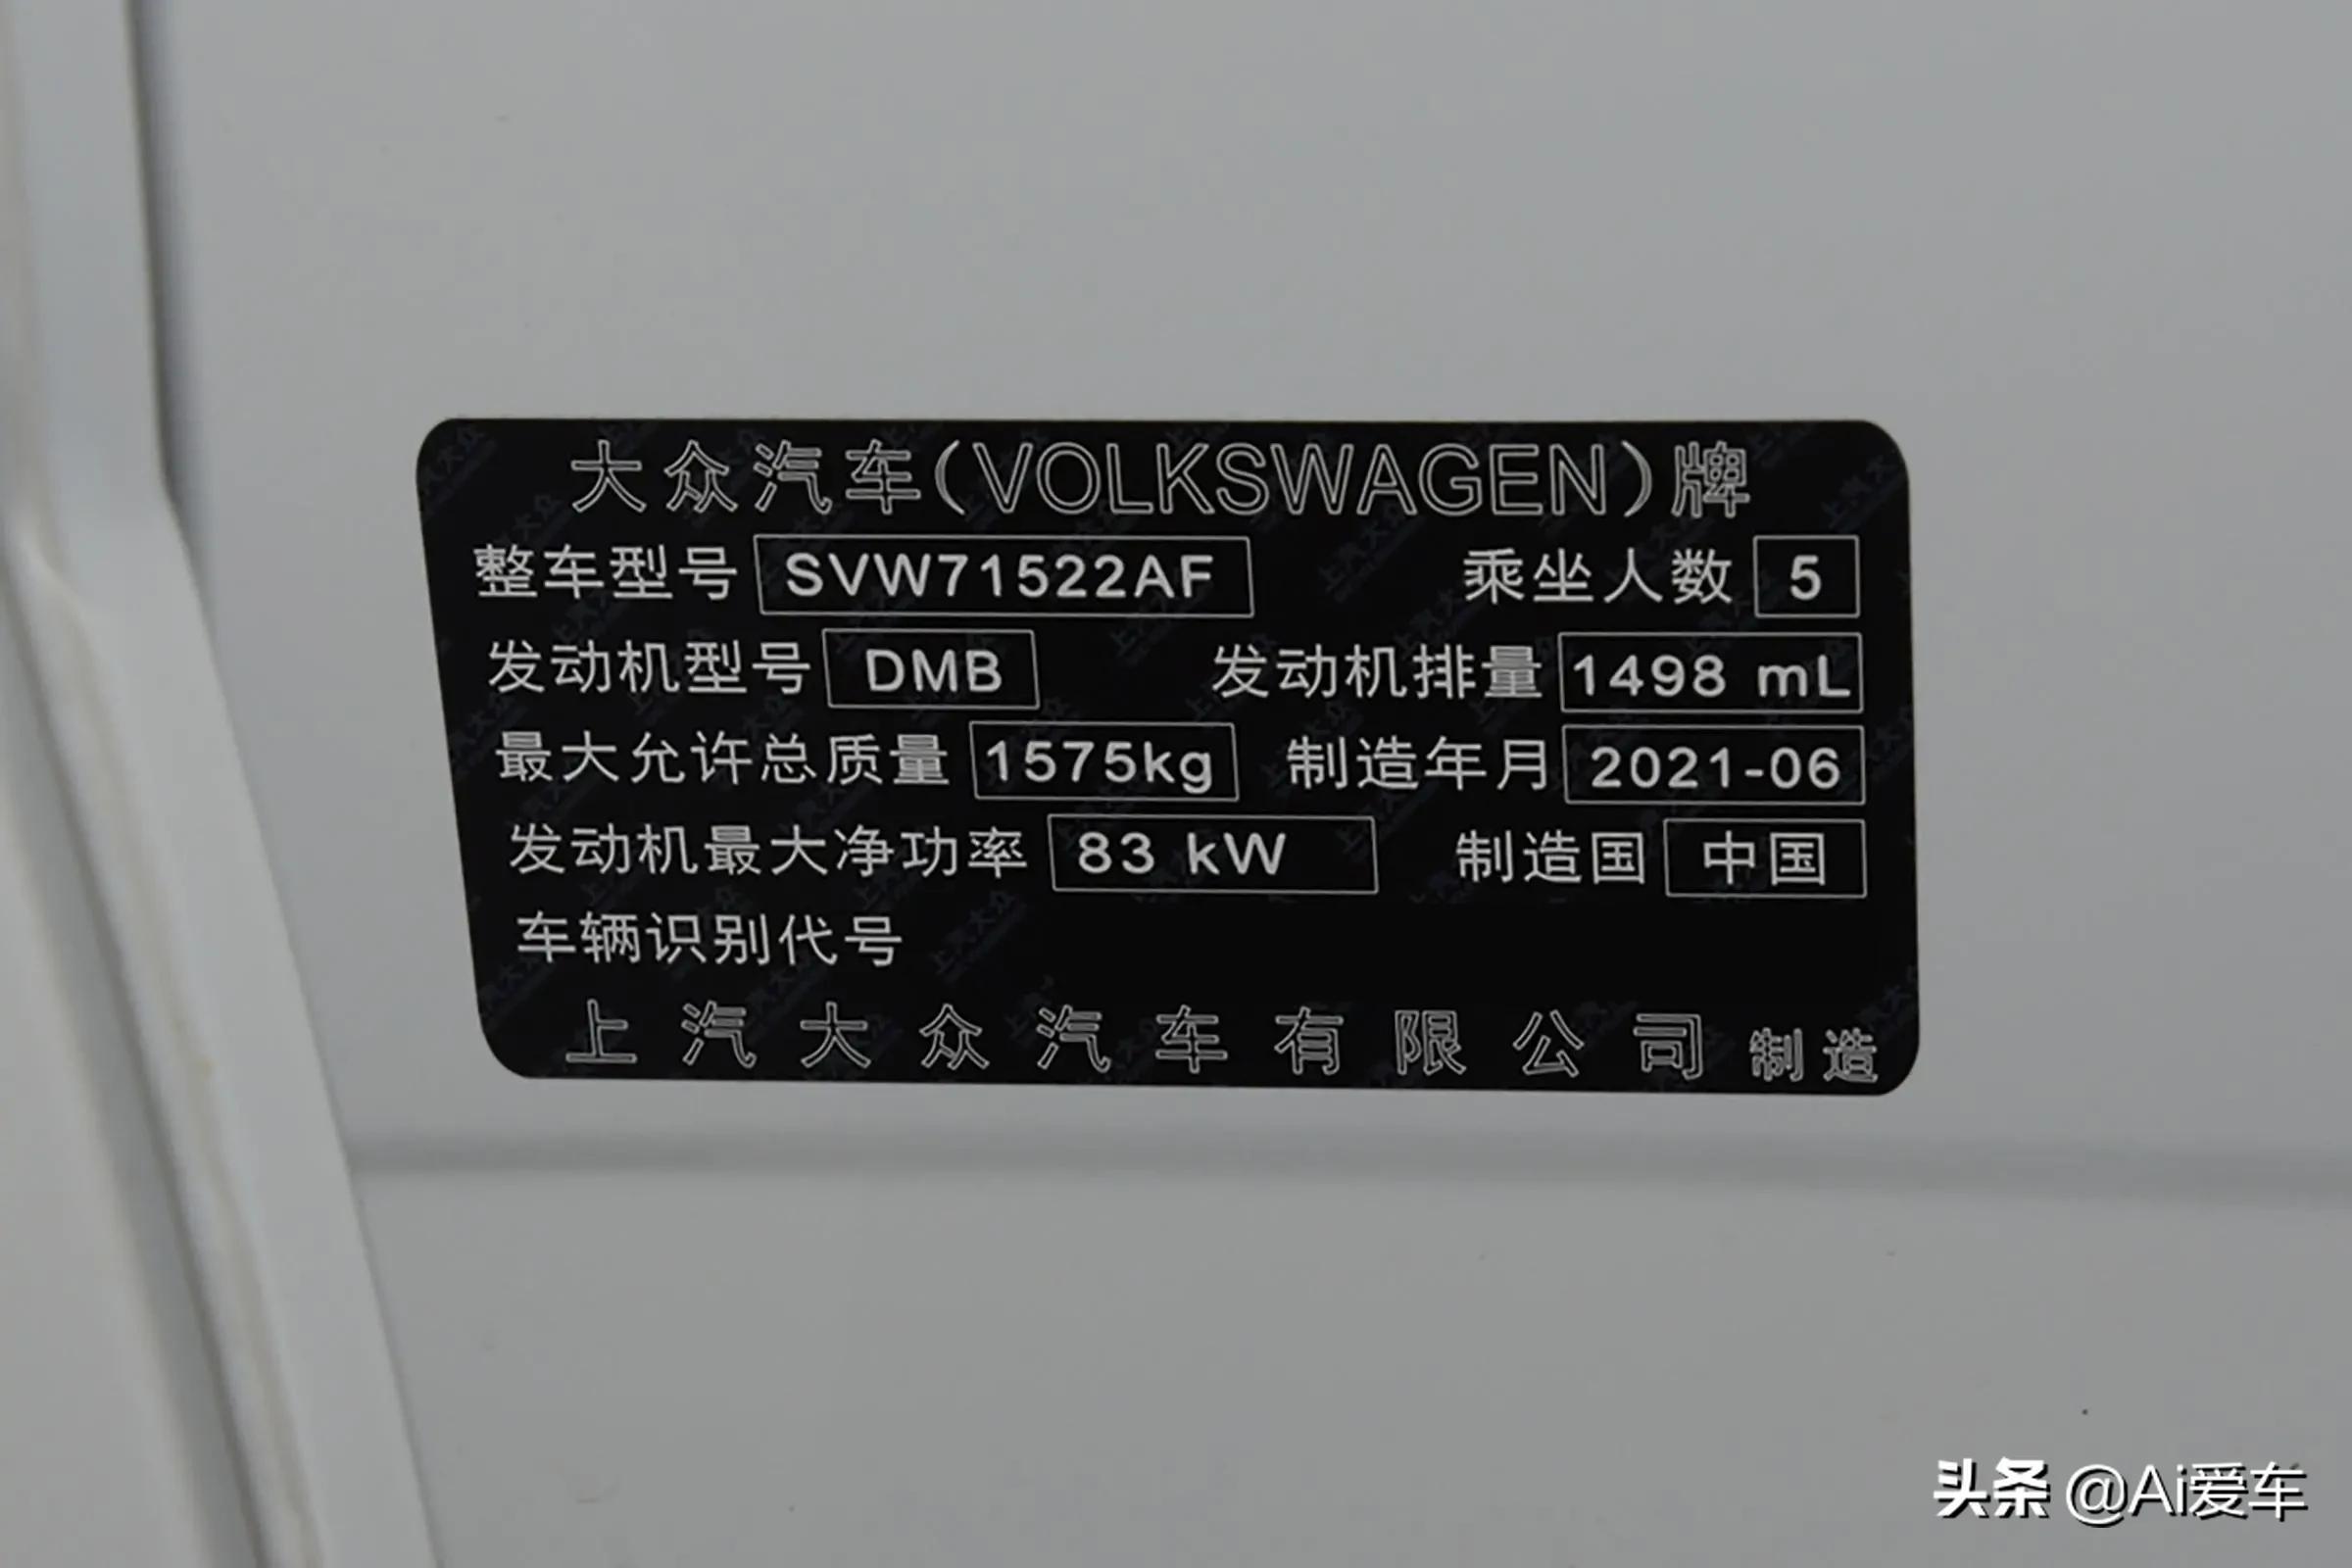 大众汽车(VOLKSWAGEN)牌
整车型号 SVW71522AF 乘坐人数 5
发动机型号 DMB 发动机排量 1498 mL
最大允许总质量 1575kg 制造年月 2021-06
发动机最大净功率 83 kW 制造国 中国
车辆识别代号
上汽大众汽车有限公司 制造
头条 @Ai爱车